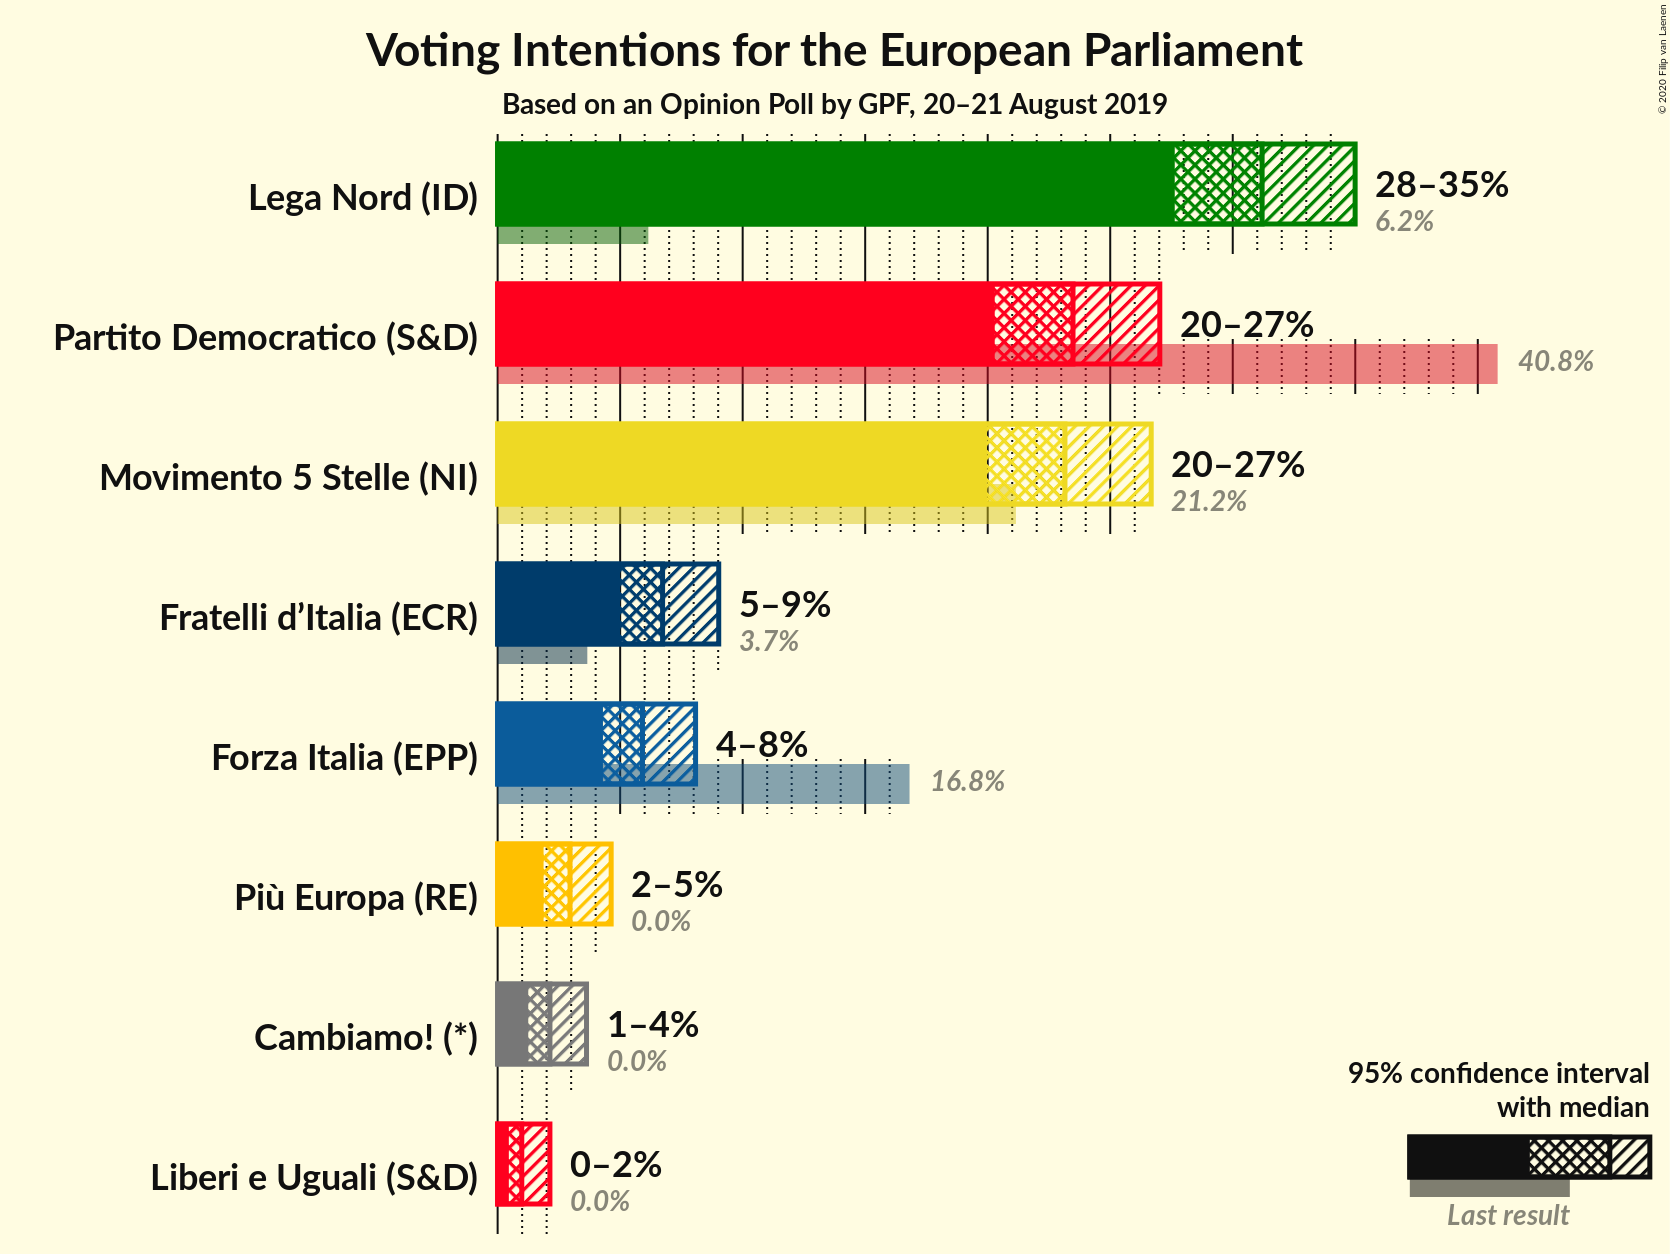 Voting Intentions for the European Parliament
Based on an Opinion Poll by GPF, 20–21 August 2019
© 2020 Filip van Laenen
Lega Nord (ID)
28–35%
6.2%
Partito Democratico (S&D)
20–27%
40.8%
Movimento 5 Stelle (NI)
20–27%
21.2%
Fratelli d’Italia (ECR)
5–9%
3.7%
Forza Italia (EPP)
4–8%
16.8%
Più Europa (RE)
2–5%
0.0%
Cambiamo! (*)
1–4%
0.0%
Liberi e Uguali (S&D)
0–2%
0.0%
95% confidence interval
with median
Last result